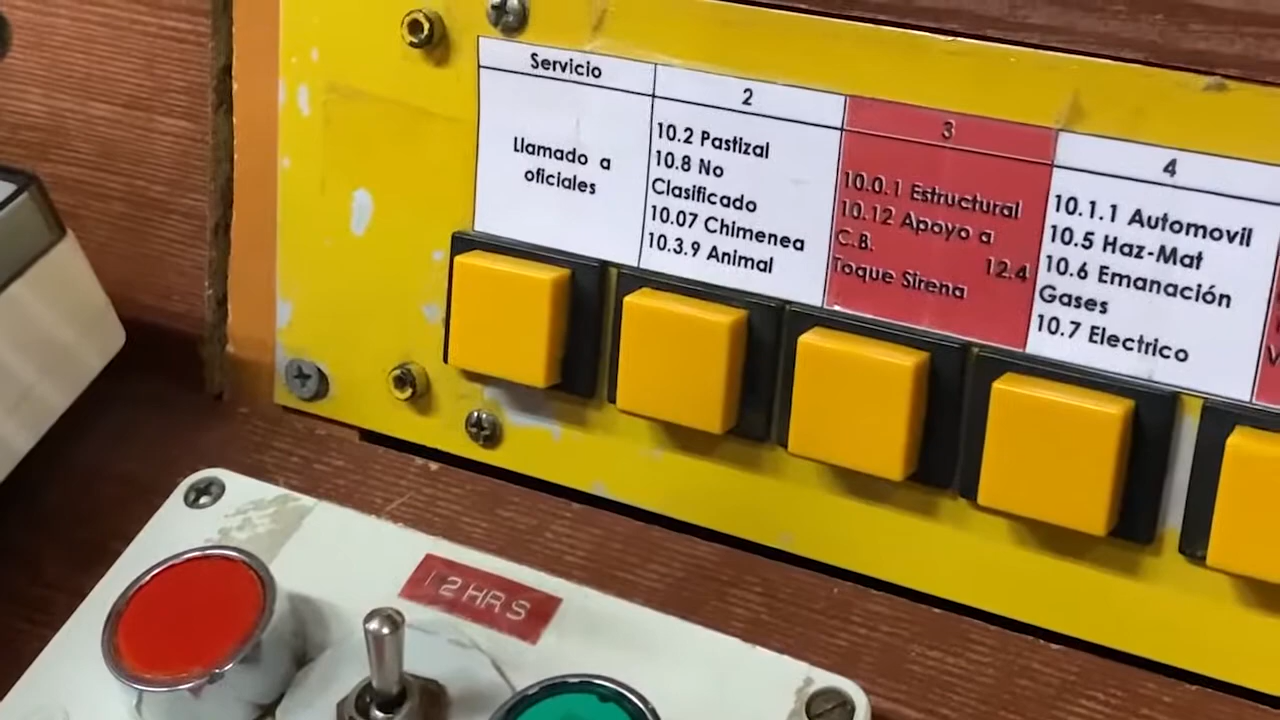 Servicio
Llamado a
oficiales
2
10.2 Pastizal
10.8 No
Clasificado
10.07 Chimenea
10.3.9 Animal
3
10.0.1 Estructural
10.12 Apoyo a
C.B.
12.4
Toque Sirena
4
10.1.1 Automovil
10.5 Haz-Mat
10.6 Emanación
Gases
10.7 Electrico
12HRS